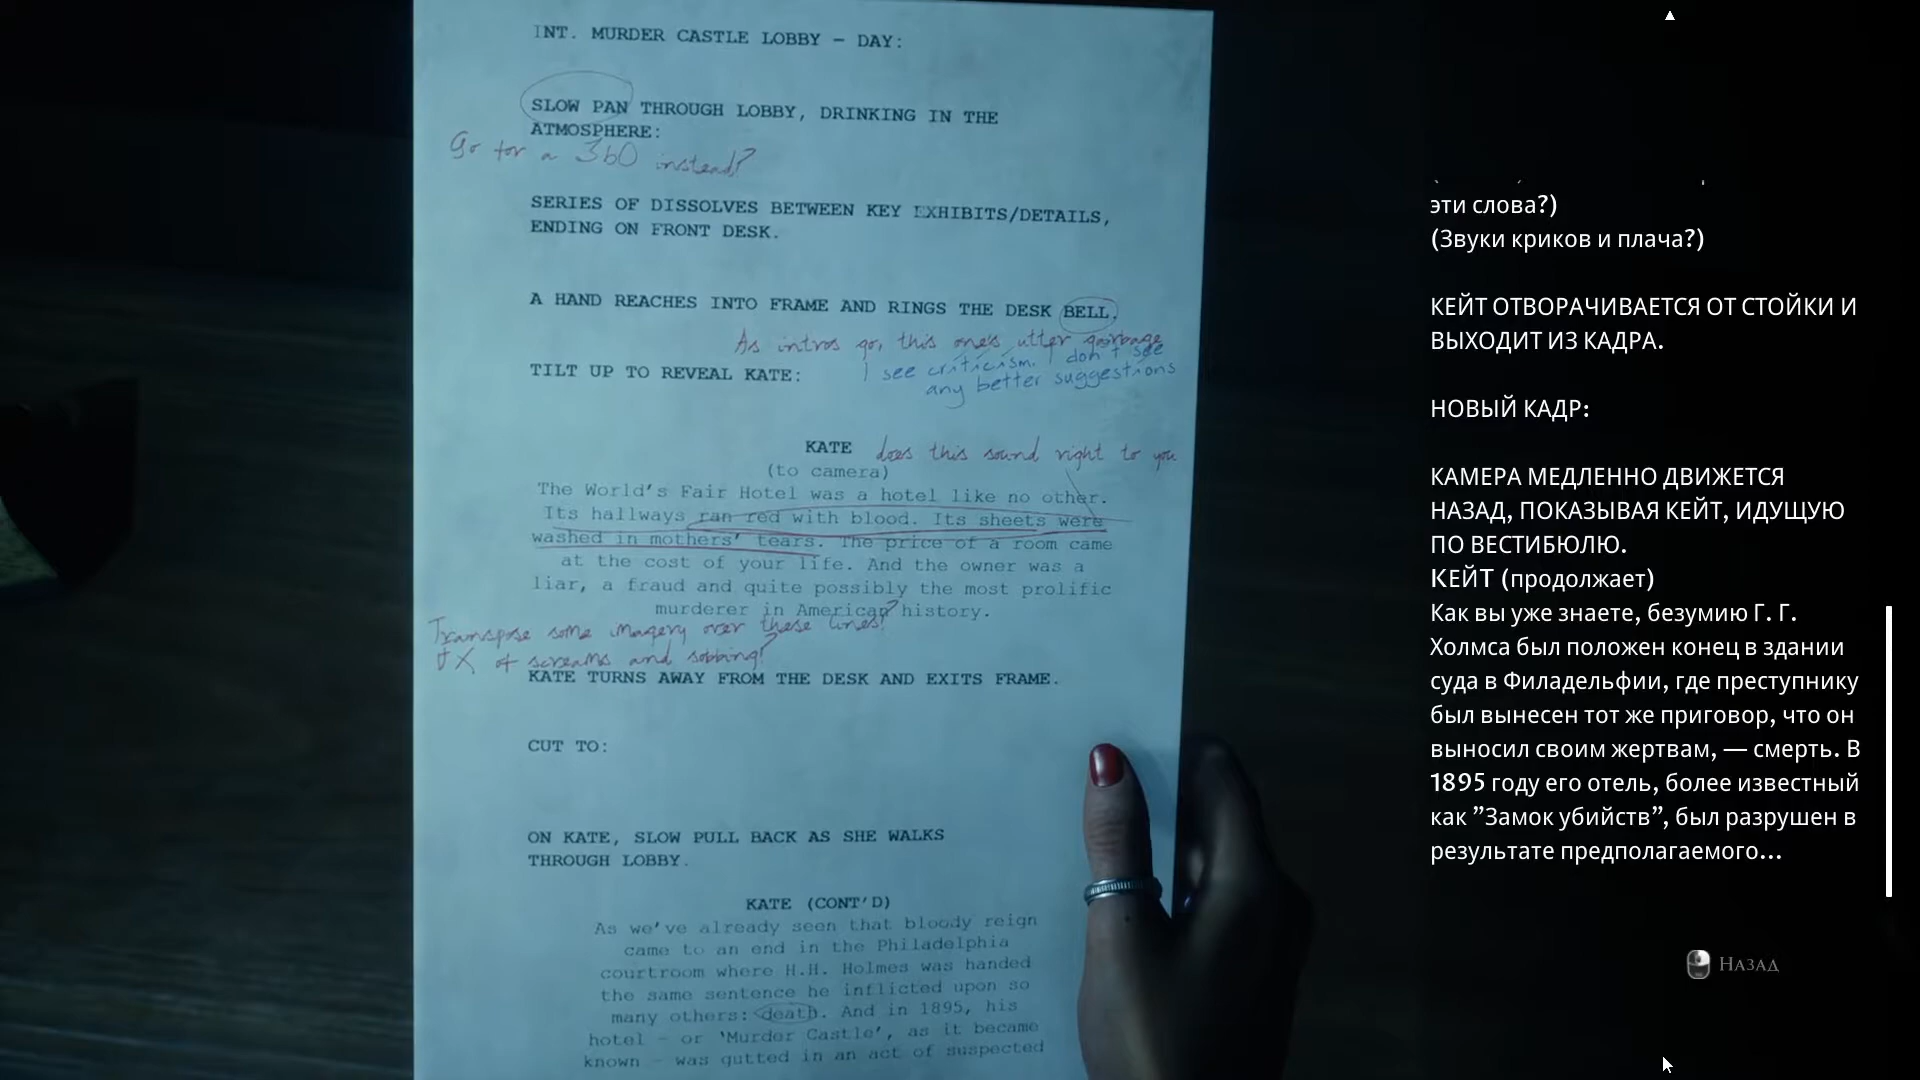 INT. MURDER CASTLE LOBBY – DAY:
SLOW PAN THROUGH LOBBY, DRINKING IN THE
ATMOSPHERE:
Go for a 360 instead?
SERIES OF DISSOLVES BETWEEN KEY EXHIBITS/DETAILS,
ENDING ON FRONT DESK.
A HAND REACHES INTO FRAME AND RINGS THE DESK BELL.
As intros go, this one's utter garbage
I see criticism. I don't see
any better suggestions
TILT UP TO REVEAL KATE:
KATE
does this sound right to you
(to camera)
The World's Fair Hotel was a hotel like no other.
Its hallways ran red with blood. Its sheets were
washed in mothers' tears. The price of a room came
at the cost of your life. And the owner was a
liar, a fraud and quite possibly the most prolific
murderer in American history.
Transpose some imagery over these lines?
FX of screams and sobbing?
KATE TURNS AWAY FROM THE DESK AND EXITS FRAME.
CUT TO:
ON KATE, SLOW PULL BACK AS SHE WALKS
THROUGH LOBBY.
KATE (CONT'D)
As we've already seen that bloody reign
came to an end in the Philadelphia
courtroom where H.H. Holmes was handed
the same sentence he inflicted upon so
many others: death. And in 1895, his
hotel – or 'Murder Castle', as it became
known – was gutted in an act of suspected
эти слова?)
(Звуки криков и плача?)
КЕЙТ ОТВОРАЧИВАЕТСЯ ОТ СТОЙКИ И
ВЫХОДИТ ИЗ КАДРА.
НОВЫЙ КАДР:
КАМЕРА МЕДЛЕННО ДВИЖЕТСЯ
НАЗАД, ПОКАЗЫВАЯ КЕЙТ, ИДУЩУЮ
ПО ВЕСТИБЮЛЮ.
КЕЙТ (продолжает)
Как вы уже знаете, безумию Г. Г.
Холмса был положен конец в здании
суда в Филадельфии, где преступнику
был вынесен тот же приговор, что он
выносил своим жертвам, — смерть. В
1895 году его отель, более известный
как ”Замок убийств”, был разрушен в
результате предполагаемого...
НАЗАД